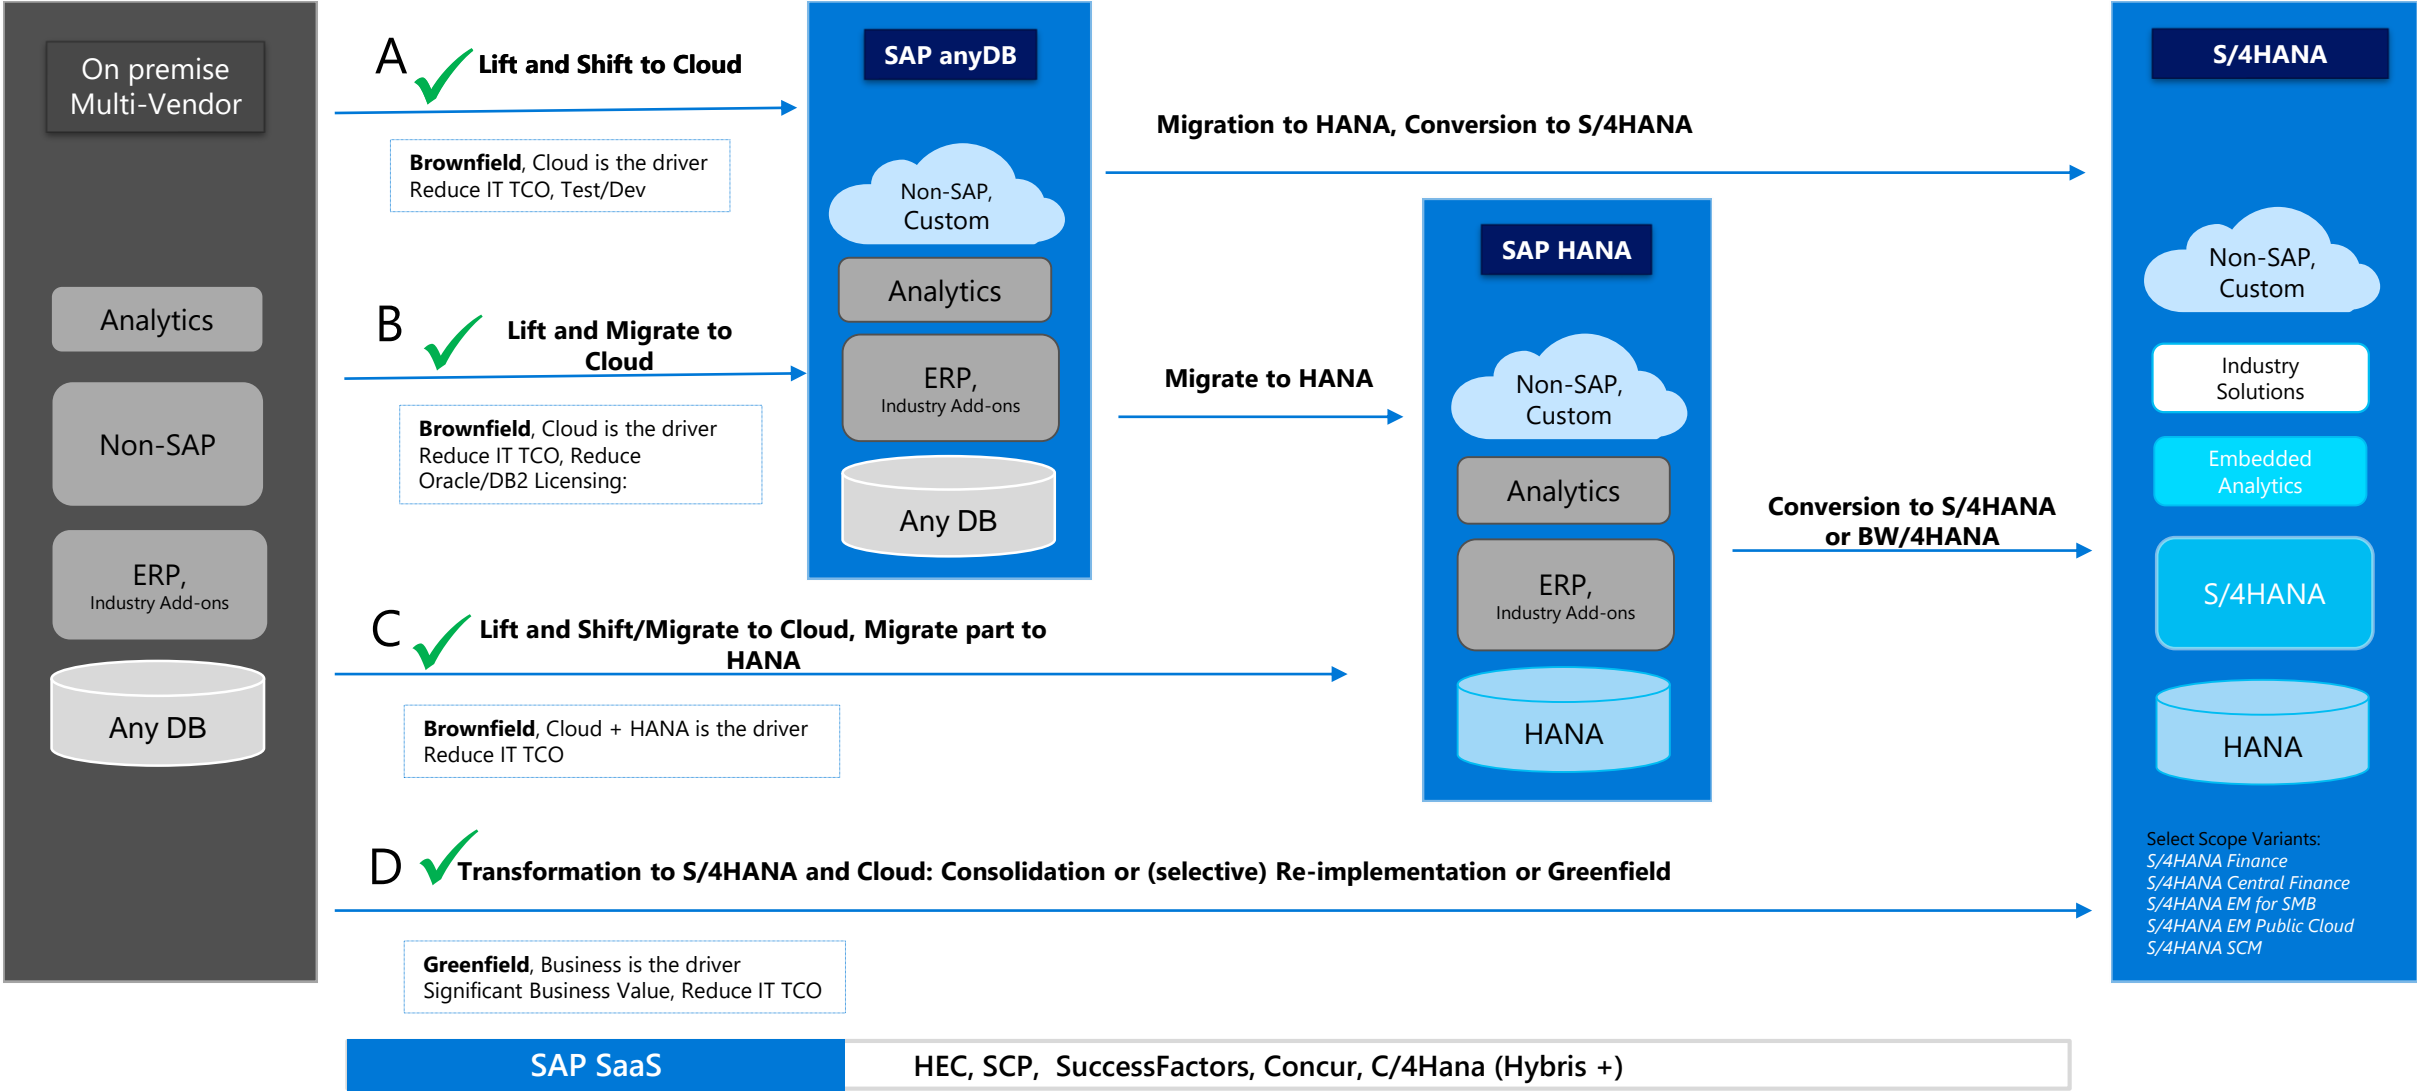 On premise
Multi-Vendor
Analytics
Non-SAP
ERP,
Industry Add-ons
Any DB
A
Lift and Shift to Cloud
Brownfield, Cloud is the driver
Reduce IT TCO, Test/Dev
B
Lift and Migrate to
Cloud
Brownfield, Cloud is the driver
Reduce IT TCO, Reduce
Oracle/DB2 Licensing:
C
Lift and Shift/Migrate to Cloud, Migrate part to
HANA
Brownfield, Cloud + HANA is the driver
Reduce IT TCO
D
Transformation to S/4HANA and Cloud: Consolidation or (selective) Re-implementation or Greenfield
Greenfield, Business is the driver
Significant Business Value, Reduce IT TCO
SAP anyDB
Non-SAP,
Custom
Analytics
ERP,
Industry Add-ons
Any DB
Migration to HANA, Conversion to S/4HANA
Migrate to HANA
SAP HANA
Non-SAP,
Custom
Analytics
ERP,
Industry Add-ons
HANA
Conversion to S/4HANA
or BW/4HANA
S/4HANA
Non-SAP,
Custom
Industry
Solutions
Embedded
Analytics
S/4HANA
HANA
Select Scope Variants:
S/4HANA Finance
S/4HANA Central Finance
S/4HANA EM for SMB
S/4HANA EM Public Cloud
S/4HANA SCM
SAP SaaS
HEC, SCP, SuccessFactors, Concur, C/4Hana (Hybris +)